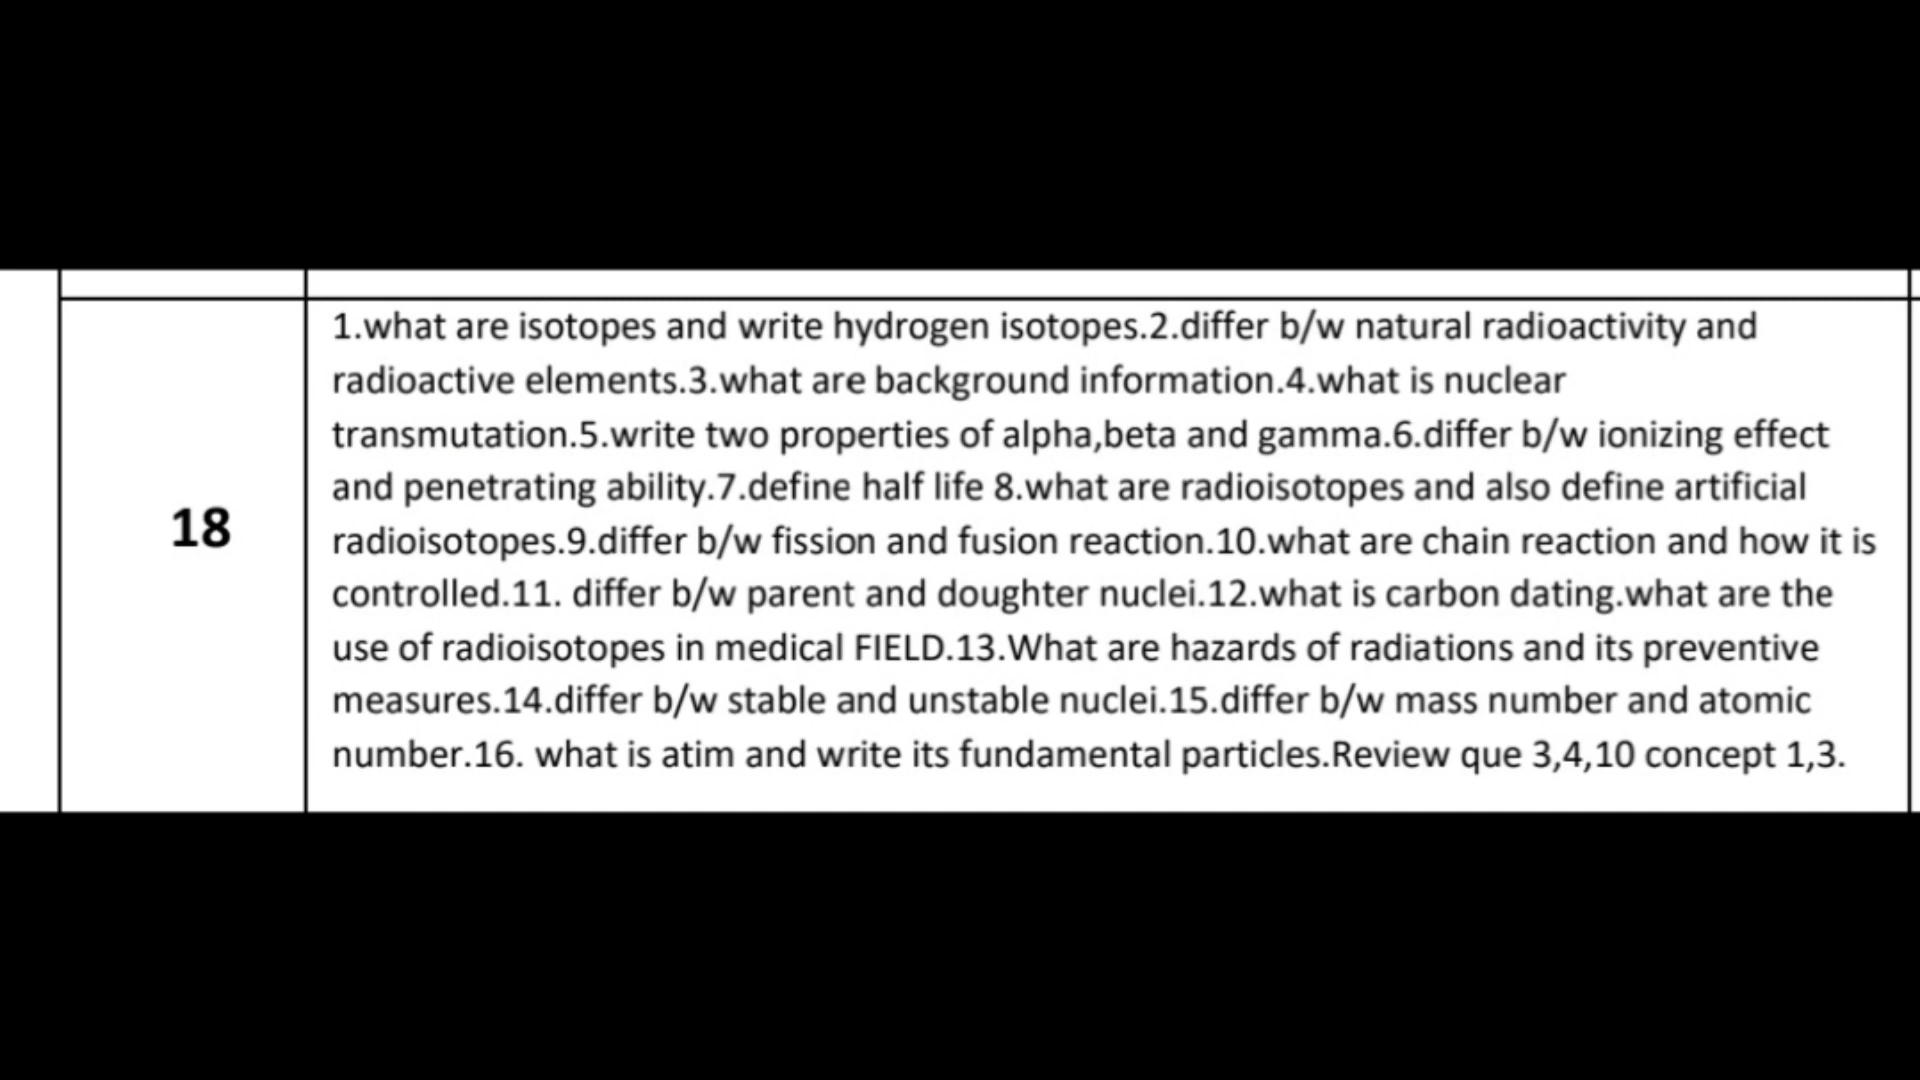 18
1.what are isotopes and write hydrogen isotopes.2.differ b/w natural radioactivity and
radioactive elements.3.what are background information.4.what is nuclear
transmutation.5.write two properties of alpha,beta and gamma.6.differ b/w ionizing effect
and penetrating ability.7.define half life 8.what are radioisotopes and also define artificial
radioisotopes.9.differ b/w fission and fusion reaction.10.what are chain reaction and how it is
controlled.11. differ b/w parent and doughter nuclei.12.what is carbon dating.what are the
use of radioisotopes in medical FIELD.13.What are hazards of radiations and its preventive
measures.14.differ b/w stable and unstable nuclei.15.differ b/w mass number and atomic
number.16. what is atim and write its fundamental particles.Review que 3,4,10 concept 1,3.